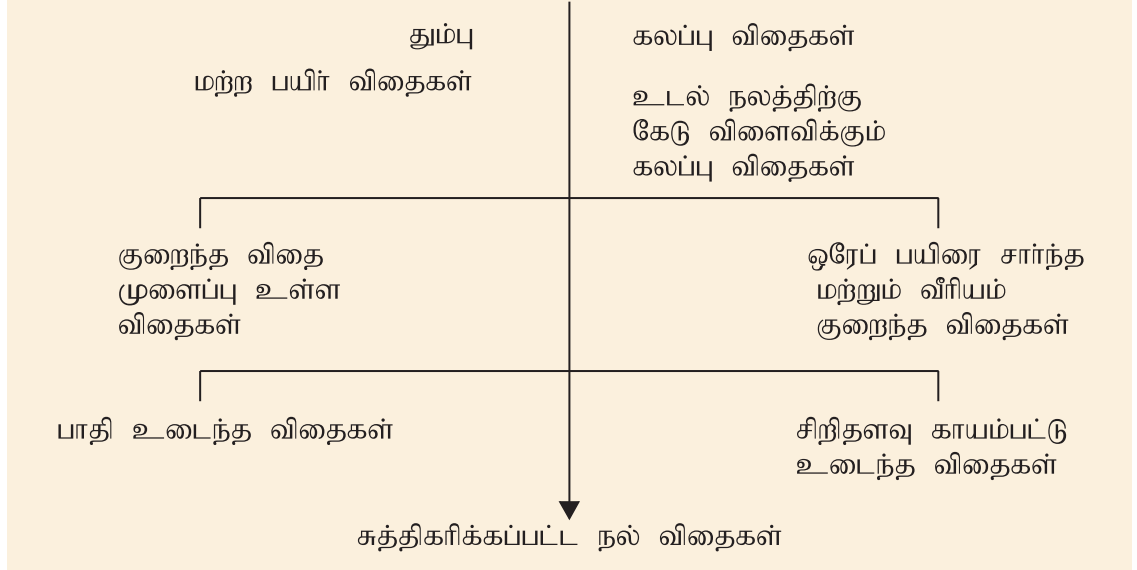 தும்பு
மற்ற பயிர் விதைகள்
கலப்பு விதைகள்
உடல் நலத்திற்கு
கேடு விளைவிக்கும்
கலப்பு விதைகள்
குறைந்த விதை
முளைப்பு உள்ள
விதைகள்
ஒரேப் பயிரை சார்ந்த
மற்றும் வீரியம்
குறைந்த விதைகள்
பாதி உடைந்த விதைகள்
சிறிதளவு காயம்பட்டு
உடைந்த விதைகள்
சுத்திகரிக்கப்பட்ட நல் விதைகள்